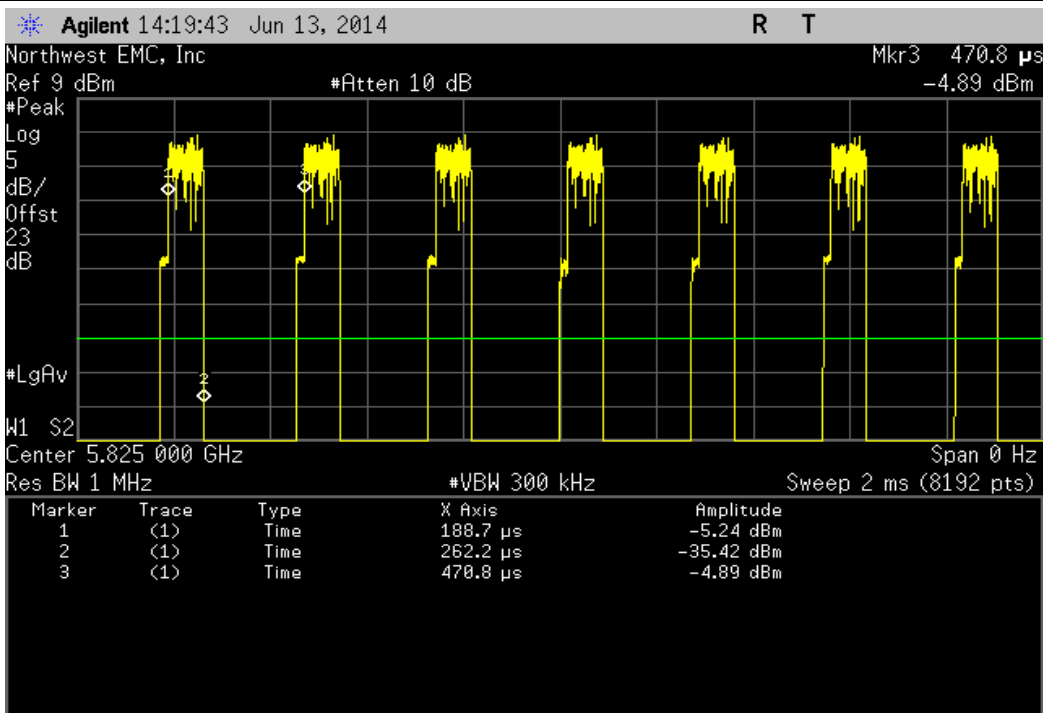 Agilent 14:19:43 Jun 13, 2014 R T
Northwest EMC, Inc Mkr3 470.8 µs
Ref 9 dBm #Atten 10 dB -4.89 dBm
#Peak
Log
5
dB/
Offst
23
dB
1
3
2
#LgAv
W1 S2
Center 5.825 000 GHz Span 0 Hz
Res BW 1 MHz #VBW 300 kHz Sweep 2 ms (8192 pts)
Marker Trace Type X Axis Amplitude
1 (1) Time 188.7 µs -5.24 dBm
2 (1) Time 262.2 µs -35.42 dBm
3 (1) Time 470.8 µs -4.89 dBm